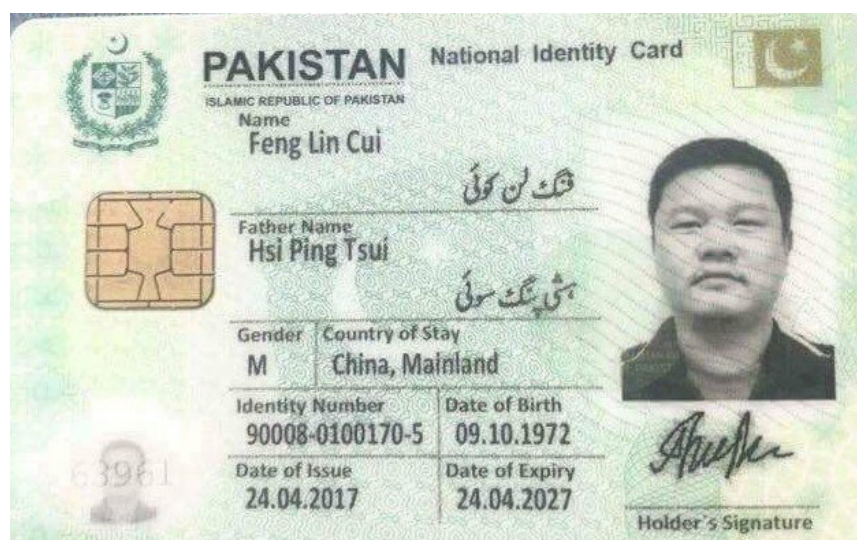 PAKISTAN National Identity Card
ISLAMIC REPUBLIC OF PAKISTAN
Name
Feng Lin Cui
فنگ لن کوئی
Father Name
Hsi Ping Tsui
ہشی پنگ سوئی
Gender Country of Stay
M China, Mainland
Identity Number Date of Birth
90008-0100170-5 09.10.1972
Date of Issue Date of Expiry
24.04.2017 24.04.2027
63961
Holder's Signature